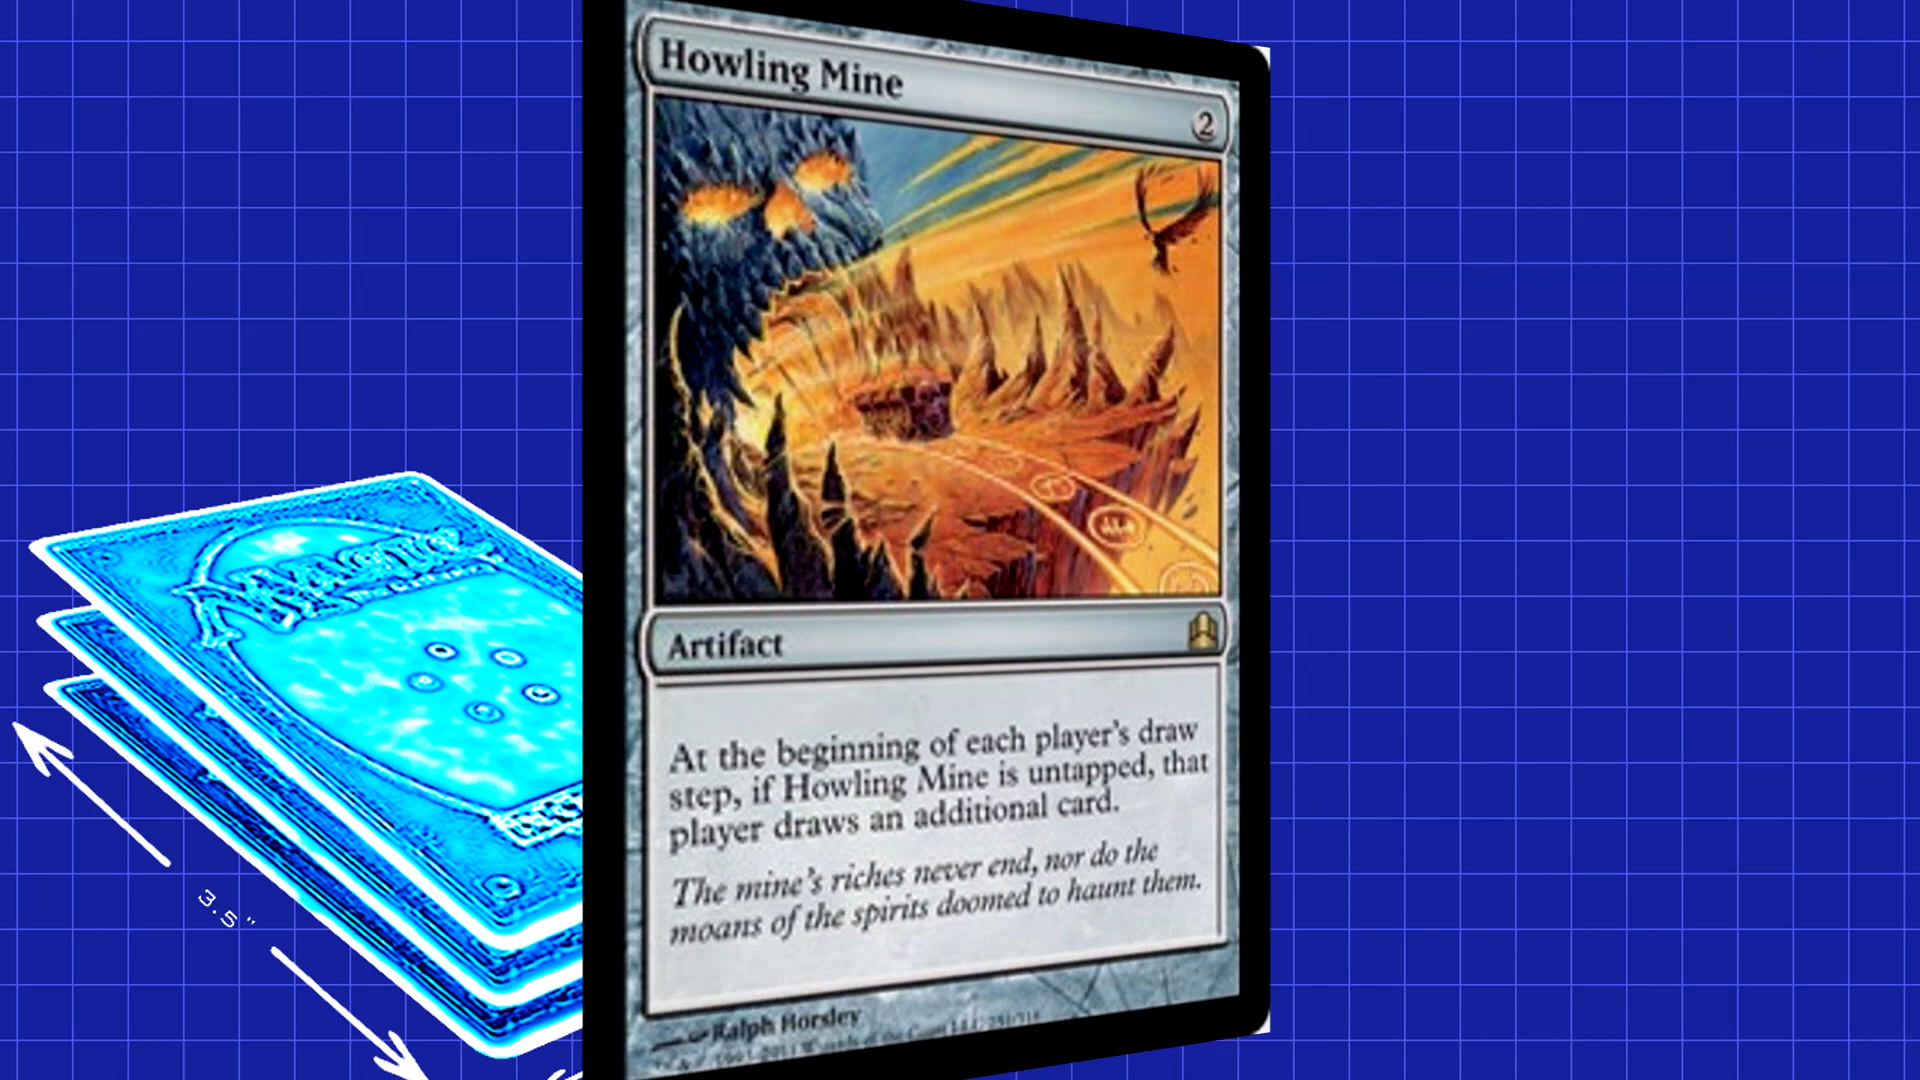 Howling Mine
2
Artifact
At the beginning of each player's draw
step, if Howling Mine is untapped, that
player draws an additional card.
The mine's riches never end, nor do the
moans of the spirits doomed to haunt them.
Ralph Horsley
3.5"